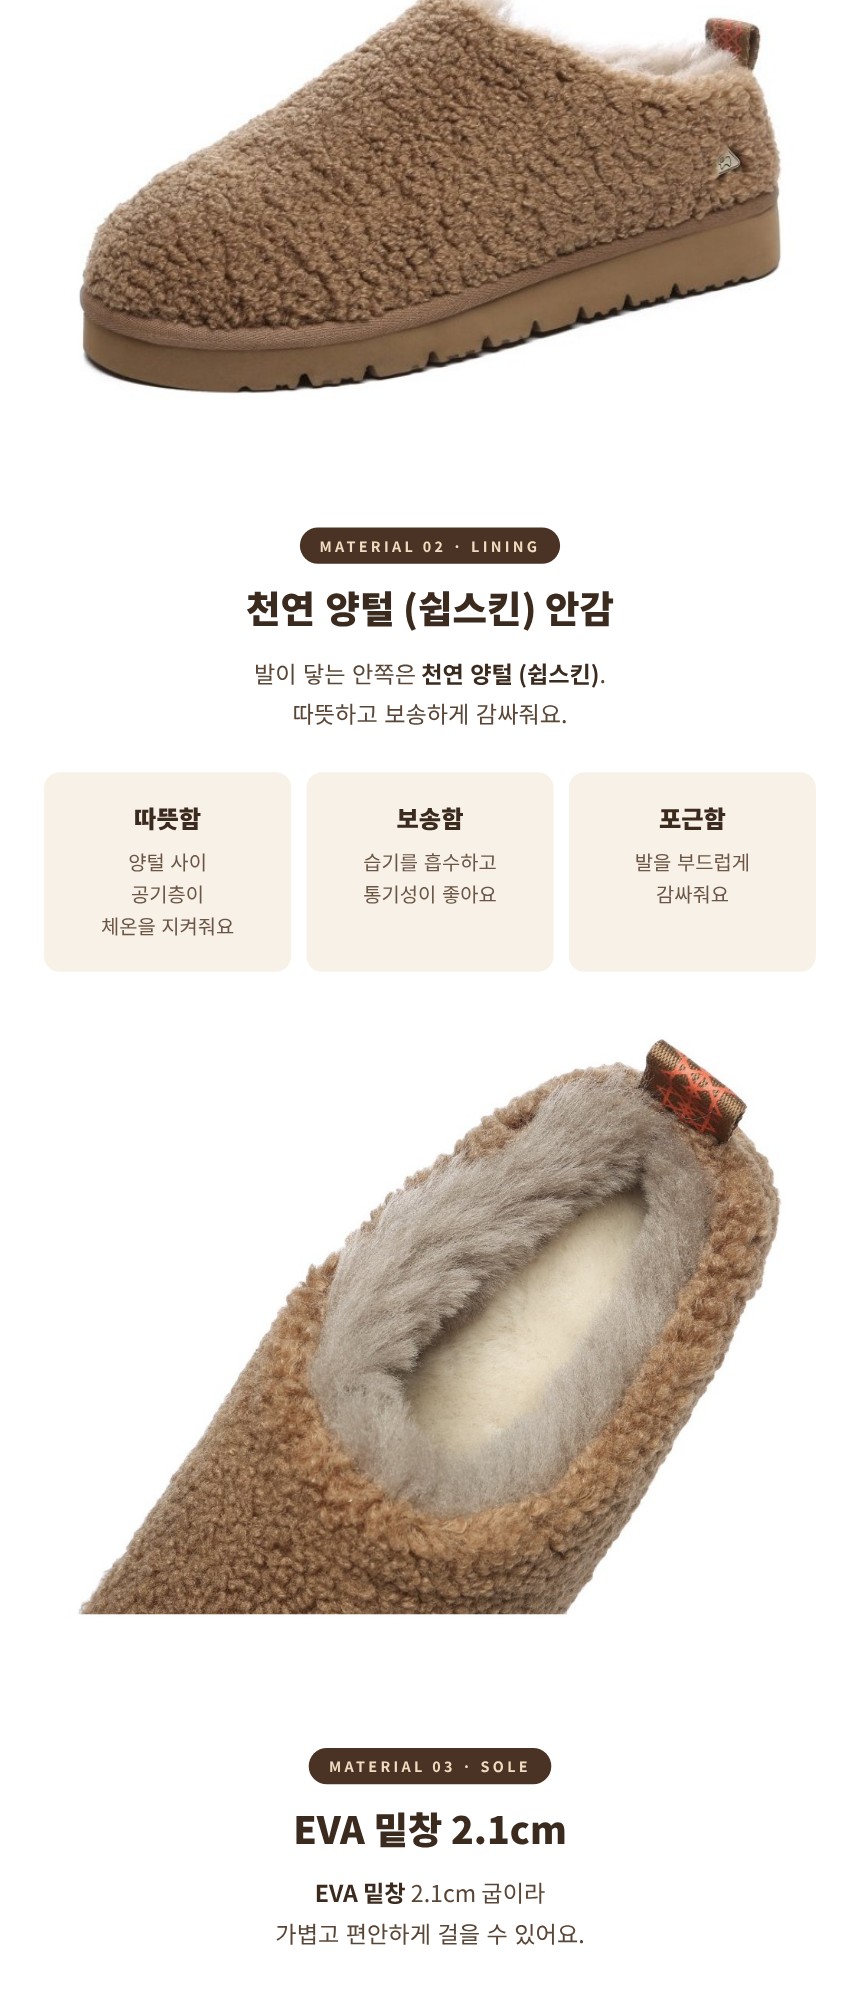 MATERIAL 02 · LINING
천연 양털 (쉽스킨) 안감
발이 닿는 안쪽은 천연 양털 (쉽스킨).
따뜻하고 보송하게 감싸줘요.
따뜻함
양털 사이
공기층이
체온을 지켜줘요
보송함
습기를 흡수하고
통기성이 좋아요
포근함
발을 부드럽게
감싸줘요
MATERIAL 03 · SOLE
EVA 밑창 2.1cm
EVA 밑창 2.1cm 굽이라
가볍고 편안하게 걸을 수 있어요.